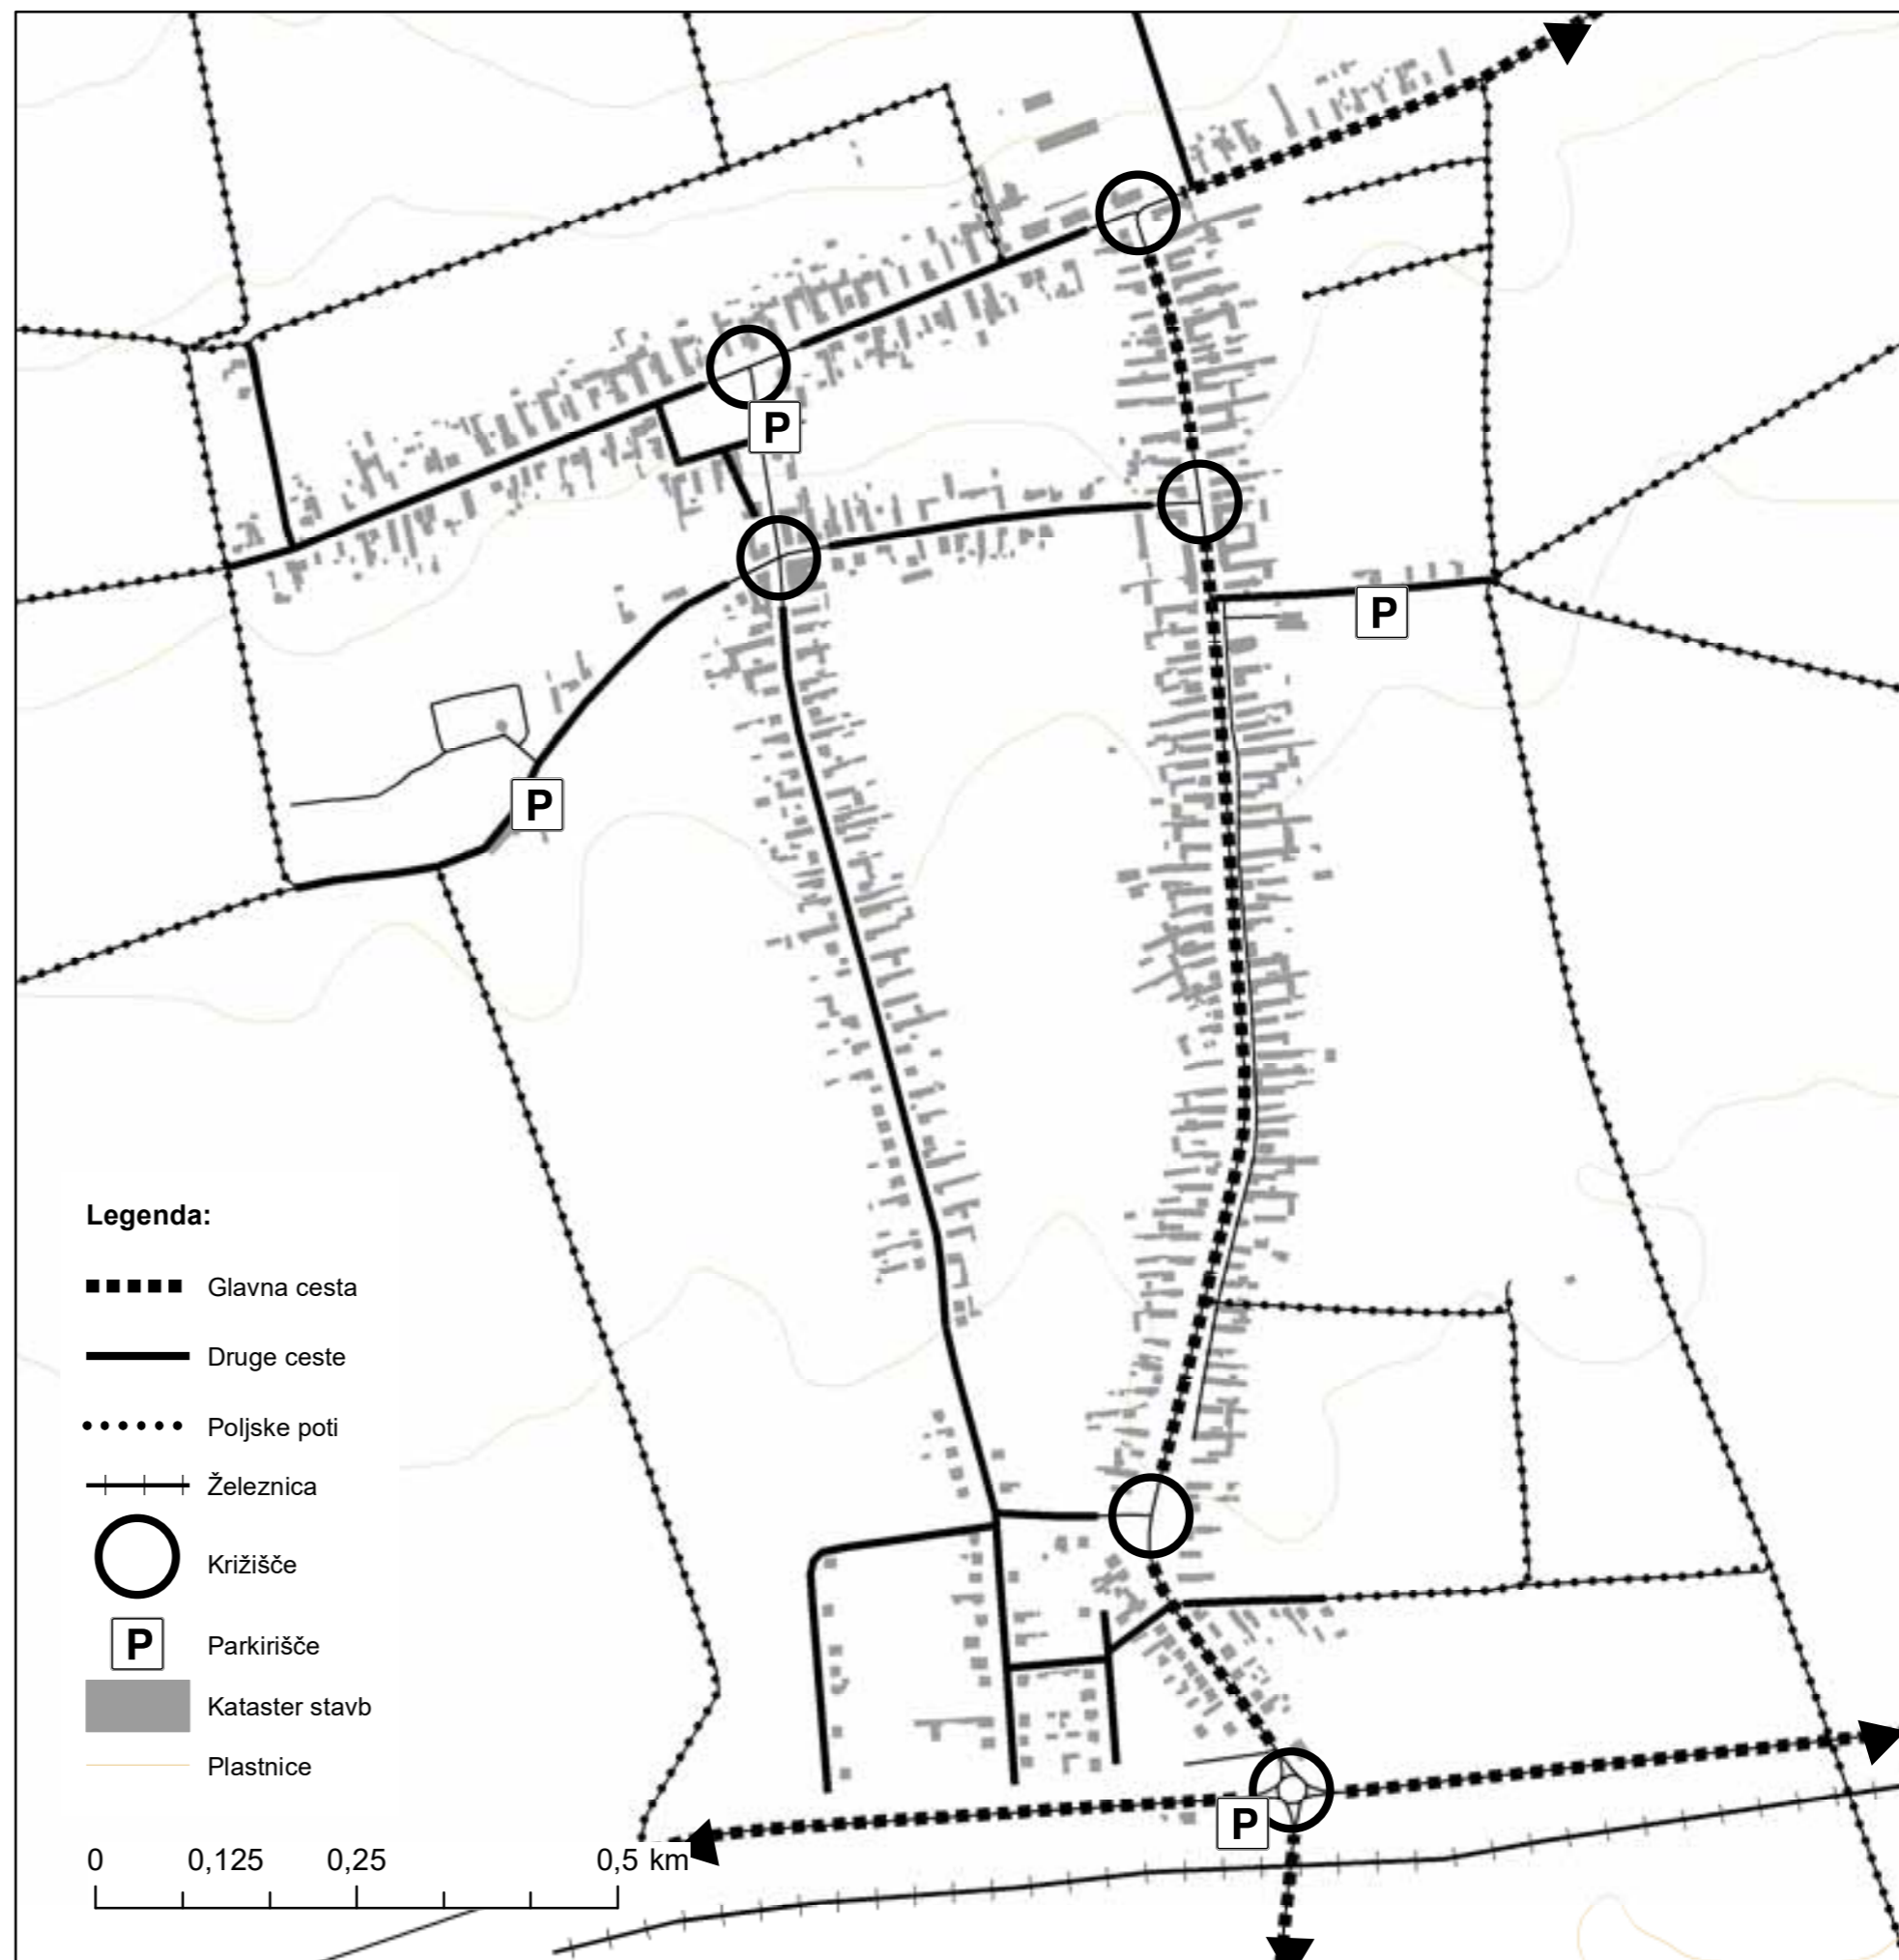 P
P
P
Legenda:
Glavna cesta
Druge ceste
Poljske poti
Železnica
Križišče
P Parkirišče
Kataster stavb
Plastnice
P
0 0,125 0,25 0,5 km